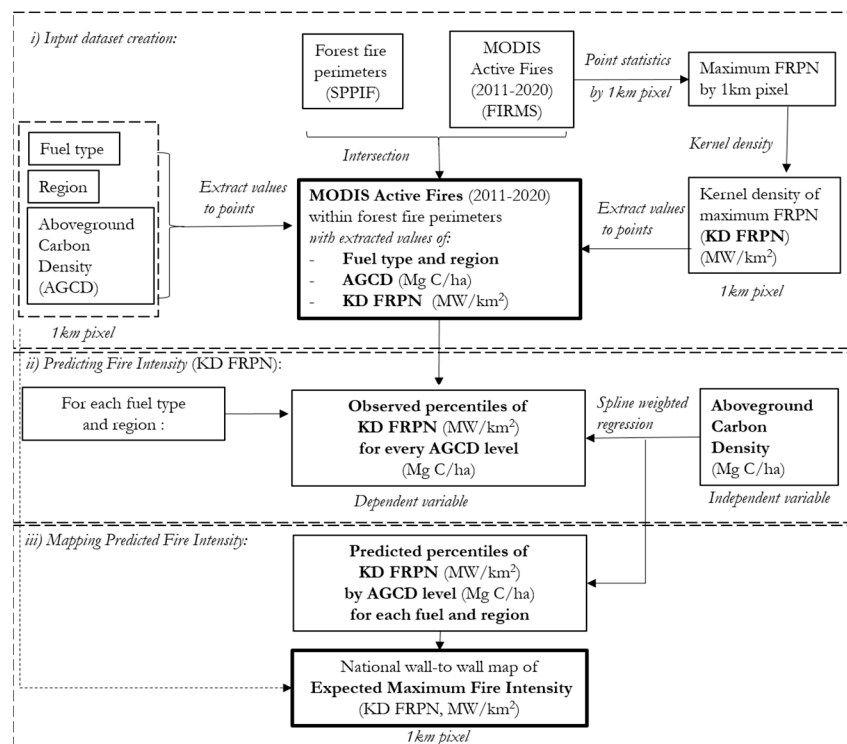 i) Input dataset creation:
Forest fire
perimeters
(SPPIF)
MODIS
Active Fires
(2011-2020)
(FIRMS)
Point statistics
by 1km pixel
Maximum FRPN
by 1km pixel
Kernel density
Fuel type
Region
Aboveground
Carbon
Density
(AGCD)
1km pixel
Extract values
to points
Intersection
MODIS Active Fires (2011-2020)
within forest fire perimeters
with extracted values of:
- Fuel type and region
- AGCD (Mg C/ha)
- KD FRPN (MW/km²)
Extract values
to points
Kernel density of
maximum FRPN
(KD FRPN)
(MW/km²)
1km pixel
ii) Predicting Fire Intensity (KD FRPN):
For each fuel type
and region :
Observed percentiles of
KD FRPN (MW/km²)
for every AGCD level
(Mg C/ha)
Dependent variable
Spline weighted
regression
Aboveground
Carbon
Density
(Mg C/ha)
Independent variable
iii) Mapping Predicted Fire Intensity:
Predicted percentiles of
KD FRPN (MW/km²)
by AGCD level (Mg C/ha)
for each fuel and region
National wall-to wall map of
Expected Maximum Fire Intensity
(KD FRPN, MW/km²)
1km pixel